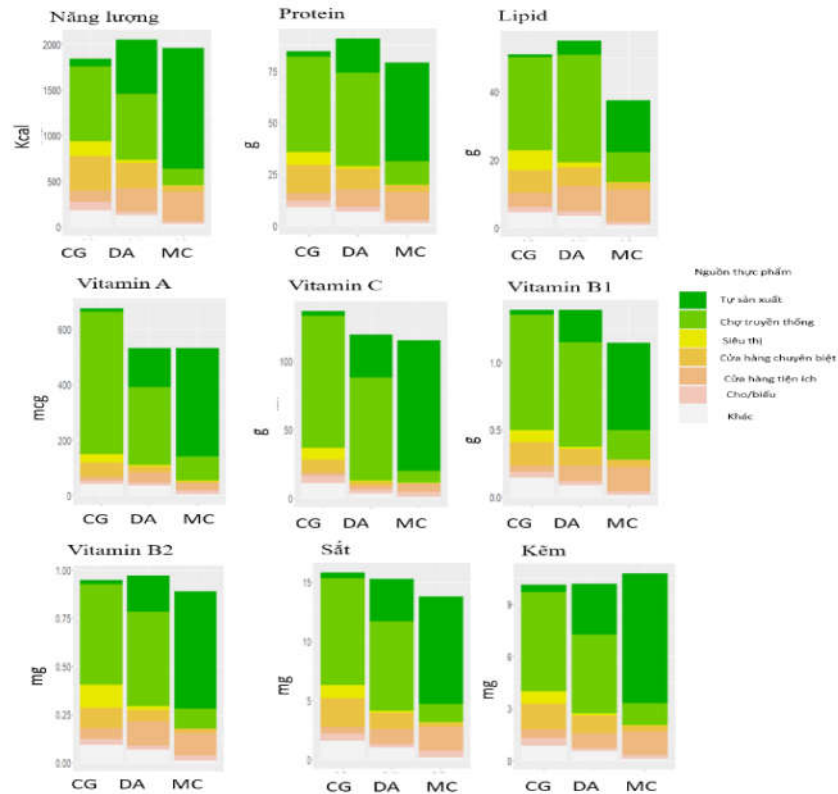 Năng lượng
Protein
Lipid
2000
1500
1000
500
0
Kcal
CG DA MC
75
50
25
0
g
CG DA MC
40
20
0
g
CG DA MC
Vitamin A
Vitamin C
Vitamin B1
600
400
200
0
mcg
CG DA MC
100
50
0
g
CG DA MC
1.0
0.5
0.0
g
CG DA MC
Nguồn thực phẩm
Tự sản xuất
Chợ truyền thống
Siêu thị
Cửa hàng chuyên biệt
Cửa hàng tiện ích
Cho/biếu
Khác
Vitamin B2
Sắt
Kẽm
1.00
0.75
0.50
0.25
0.00
mg
CG DA MC
15
10
5
0
mg
CG DA MC
9
6
3
0
mg
CG DA MC